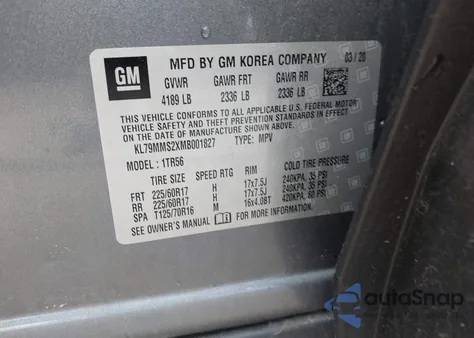 GM
MFD BY GM KOREA COMPANY 03/20
GVWR GAWR FRT GAWR RR
4189 LB 2336 LB 2336 LB
THIS VEHICLE CONFORMS TO ALL APPLICABLE U.S. FEDERAL MOTOR
VEHICLE SAFETY, BUMPER, AND THEFT PREVENTION STANDARDS IN
EFFECT ON THE DATE OF MANUFACTURE SHOWN ABOVE.
KL79MMS2XMB001827 TYPE: MPV
MODEL: 1TR56
TIRE SIZE SPEED RTG RIM COLD TIRE PRESSURE
FRT 225/60R17 H 17x7.5J 240KPA, 35 PSI
RR 225/60R17 H 17x7.5J 240KPA, 35 PSI
SPA T125/70R16 M 16x4.0BT 420KPA, 60 PSI
SEE OWNER'S MANUAL FOR MORE INFORMATION.
autoSnap